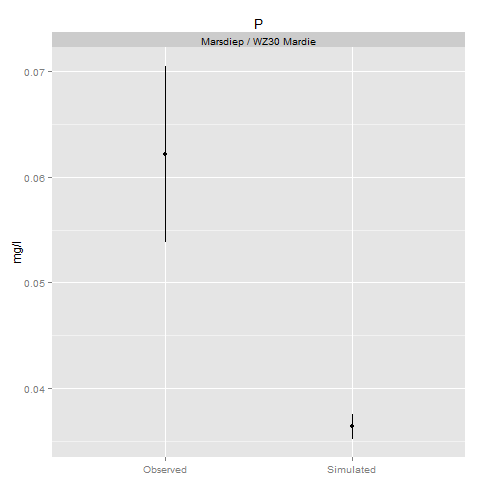 P
Marsdiep / WZ30 Mardie
0.07
0.06
0.05
0.04
mg/l
Observed
Simulated